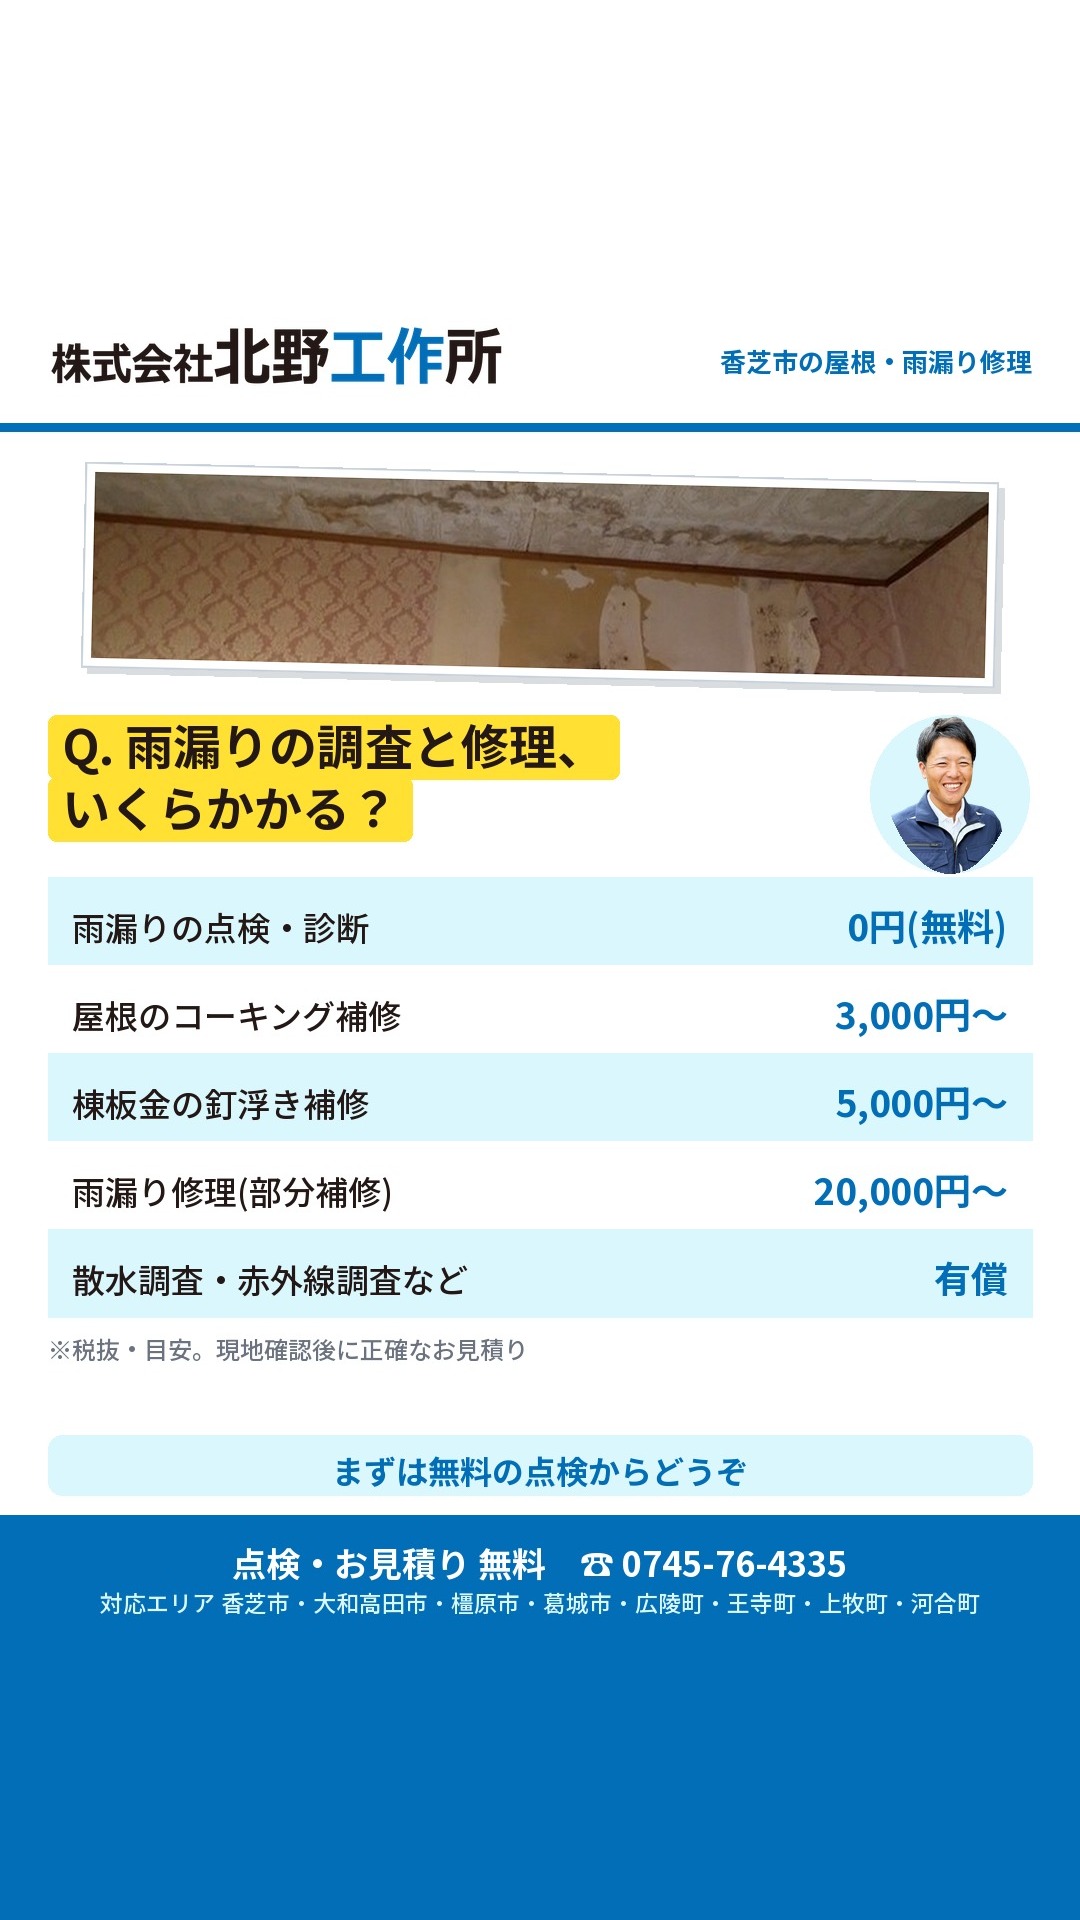 株式会社北野工作所
香芝市の屋根・雨漏り修理
Q. 雨漏りの調査と修理、
いくらかかる？
雨漏りの点検・診断 0円(無料)
屋根のコーキング補修 3,000円〜
棟板金の釘浮き補修 5,000円〜
雨漏り修理(部分補修) 20,000円〜
散水調査・赤外線調査など 有償
※税抜・目安。現地確認後に正確なお見積り
まずは無料の点検からどうぞ
点検・お見積り 無料　☎ 0745-76-4335
対応エリア 香芝市・大和高田市・橿原市・葛城市・広陵町・王寺町・上牧町・河合町